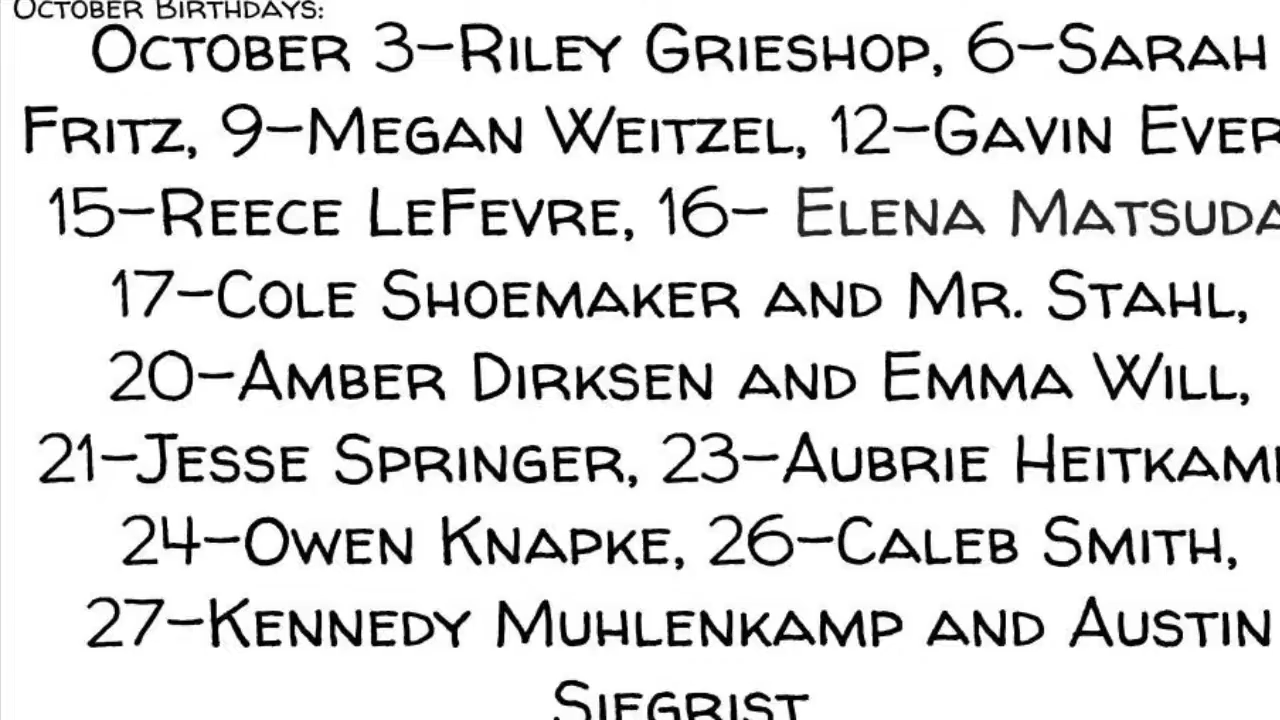 October Birthdays:
October 3-Riley Grieshop, 6-Sarah
Fritz, 9-Megan Weitzel, 12-Gavin
15-Reece LeFevre, 16- Elena Matsuda
17-Cole Shoemaker and Mr. Stahl,
20-Amber Dirksen and Emma Will,
21-Jesse Springer, 23-Aubrie
24-Owen Knapke, 26-Caleb Smith,
27-Kennedy Muhlenkamp and Austin
Siegrist